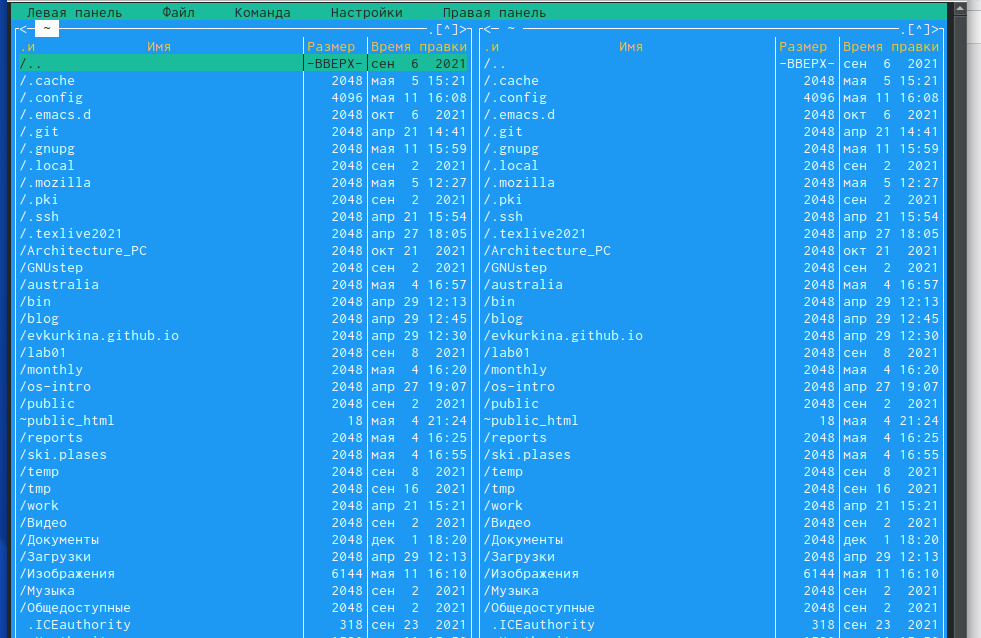 Левая панель Файл Команда Настройки Правая панель
<─ ~ ─.[^]> <─ ~ ─.[^]>
.и Имя Размер Время правки .и Имя Размер Время правки
/.. -ВВЕРХ- сен 6 2021 /.. -ВВЕРХ- сен 6 2021
/.cache 2048 мая 5 15:21 /.cache 2048 мая 5 15:21
/.config 4096 мая 11 16:08 /.config 4096 мая 11 16:08
/.emacs.d 2048 окт 6 2021 /.emacs.d 2048 окт 6 2021
/.git 2048 апр 21 14:41 /.git 2048 апр 21 14:41
/.gnupg 2048 мая 11 15:59 /.gnupg 2048 мая 11 15:59
/.local 2048 сен 2 2021 /.local 2048 сен 2 2021
/.mozilla 2048 мая 5 12:27 /.mozilla 2048 мая 5 12:27
/.pki 2048 сен 2 2021 /.pki 2048 сен 2 2021
/.ssh 2048 апр 21 15:54 /.ssh 2048 апр 21 15:54
/.texlive2021 2048 апр 27 18:05 /.texlive2021 2048 апр 27 18:05
/Architecture_PC 2048 окт 21 2021 /Architecture_PC 2048 окт 21 2021
/GNUstep 2048 сен 2 2021 /GNUstep 2048 сен 2 2021
/australia 2048 мая 4 16:57 /australia 2048 мая 4 16:57
/bin 2048 апр 29 12:13 /bin 2048 апр 29 12:13
/blog 2048 апр 29 12:45 /blog 2048 апр 29 12:45
/evkurkina.github.io 2048 апр 29 12:30 /evkurkina.github.io 2048 апр 29 12:30
/lab01 2048 сен 8 2021 /lab01 2048 сен 8 2021
/monthly 2048 мая 4 16:20 /monthly 2048 мая 4 16:20
/os-intro 2048 апр 27 19:07 /os-intro 2048 апр 27 19:07
/public 2048 сен 2 2021 /public 2048 сен 2 2021
~public_html 18 мая 4 21:24 ~public_html 18 мая 4 21:24
/reports 2048 мая 4 16:25 /reports 2048 мая 4 16:25
/ski.plases 2048 мая 4 16:55 /ski.plases 2048 мая 4 16:55
/temp 2048 сен 8 2021 /temp 2048 сен 8 2021
/tmp 2048 сен 16 2021 /tmp 2048 сен 16 2021
/work 2048 апр 21 15:21 /work 2048 апр 21 15:21
/Видео 2048 сен 2 2021 /Видео 2048 сен 2 2021
/Документы 2048 дек 1 18:20 /Документы 2048 дек 1 18:20
/Загрузки 2048 апр 29 12:13 /Загрузки 2048 апр 29 12:13
/Изображения 6144 мая 11 16:10 /Изображения 6144 мая 11 16:10
/Музыка 2048 сен 2 2021 /Музыка 2048 сен 2 2021
/Общедоступные 2048 сен 2 2021 /Общедоступные 2048 сен 2 2021
.ICEauthority 318 сен 23 2021 .ICEauthority 318 сен 23 2021